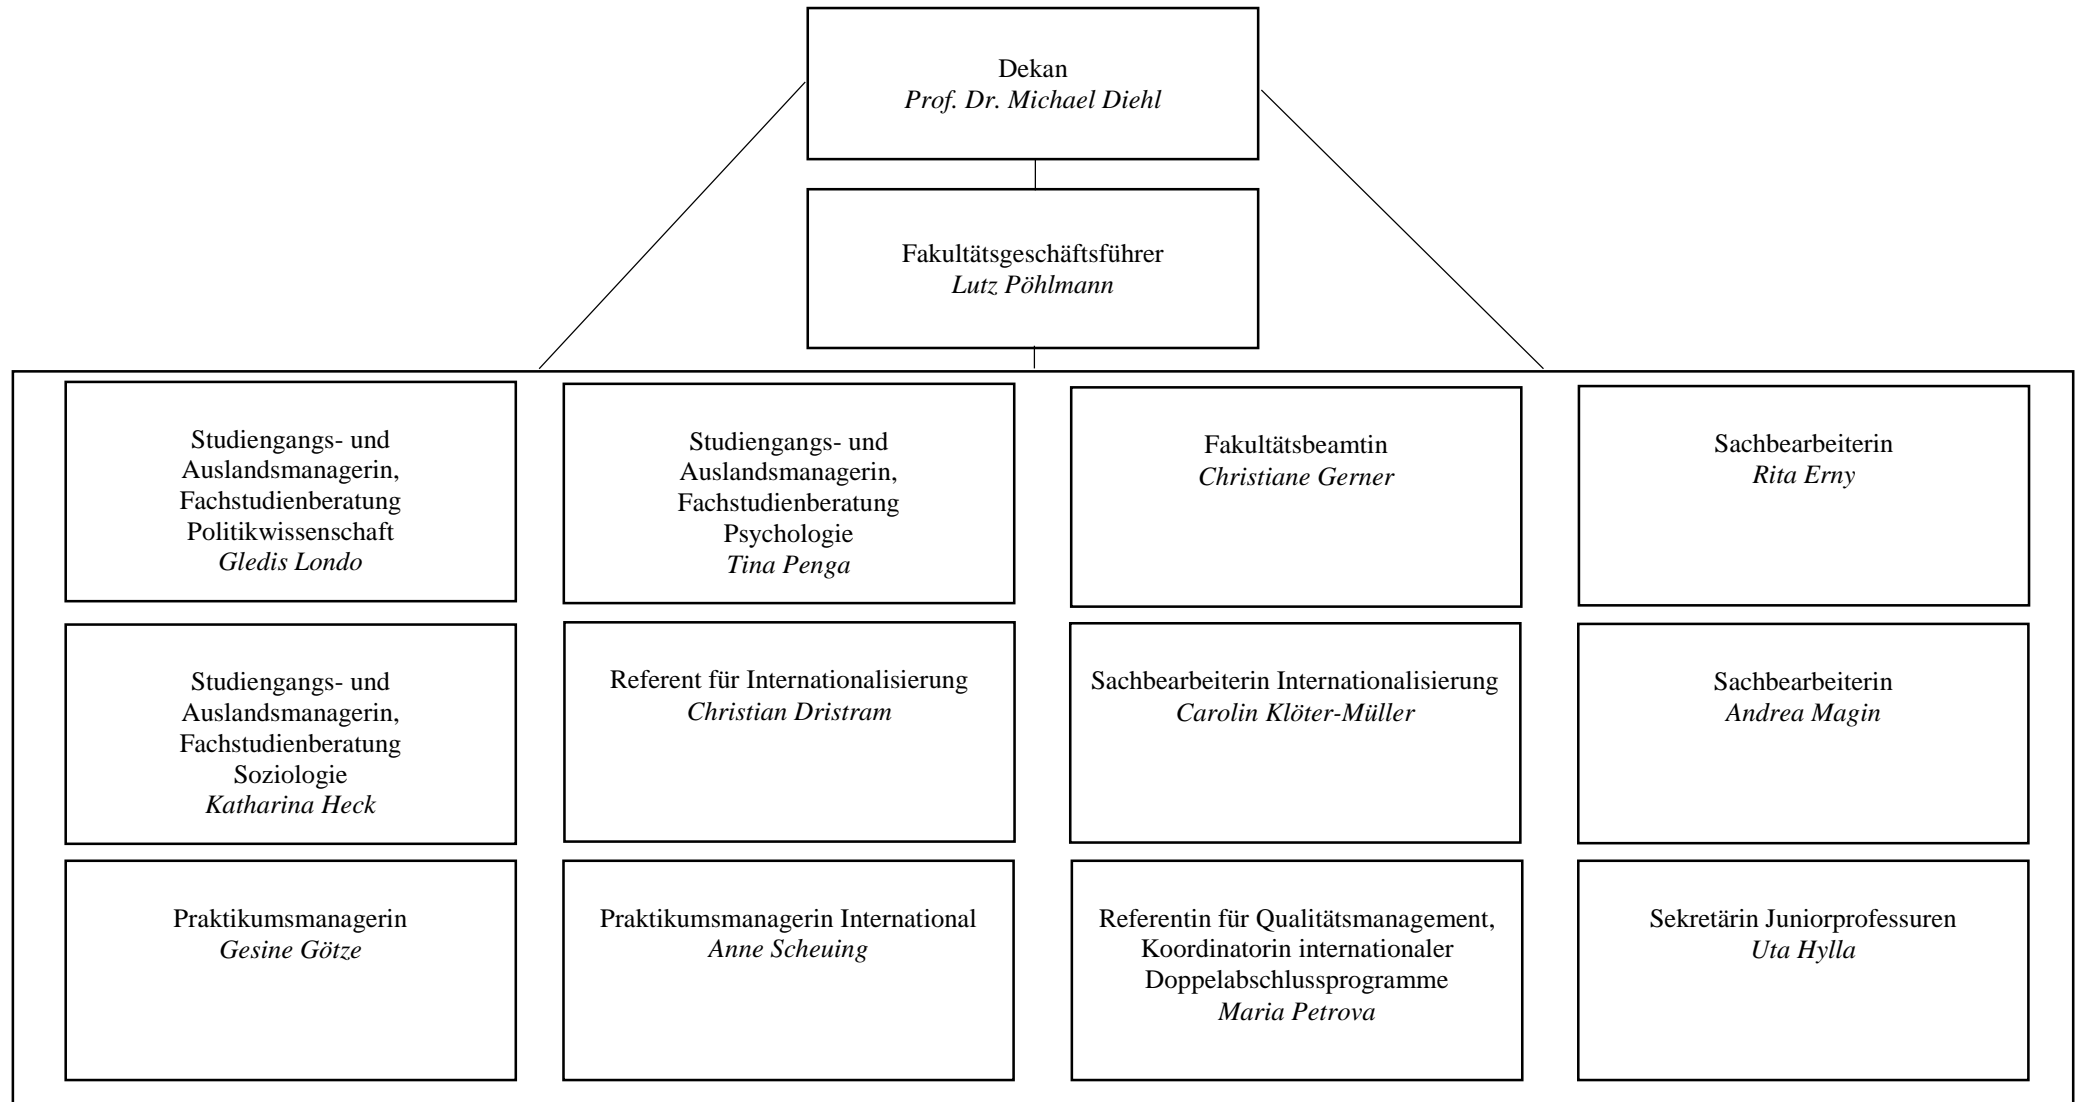 Dekan
Prof. Dr. Michael Diehl
Fakultätsgeschäftsführer
Lutz Pöhlmann
Studiengangs- und
Auslandsmanagerin,
Fachstudienberatung
Politikwissenschaft
Gledis Londo
Studiengangs- und
Auslandsmanagerin,
Fachstudienberatung
Psychologie
Tina Penga
Fakultätsbeamtin
Christiane Gerner
Sachbearbeiterin
Rita Erny
Studiengangs- und
Auslandsmanagerin,
Fachstudienberatung
Soziologie
Katharina Heck
Referent für Internationalisierung
Christian Dristram
Sachbearbeiterin Internationalisierung
Carolin Klöter-Müller
Sachbearbeiterin
Andrea Magin
Praktikumsmanagerin
Gesine Götze
Praktikumsmanagerin International
Anne Scheuing
Referentin für Qualitätsmanagement,
Koordinatorin internationaler
Doppelabschlussprogramme
Maria Petrova
Sekretärin Juniorprofessuren
Uta Hylla